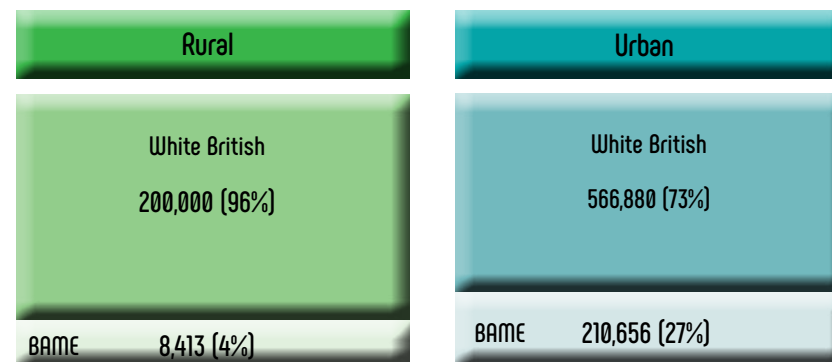 Rural
White British
200,000 (96%)
BAME 8,413 (4%)
Urban
White British
566,880 (73%)
BAME 210,656 (27%)